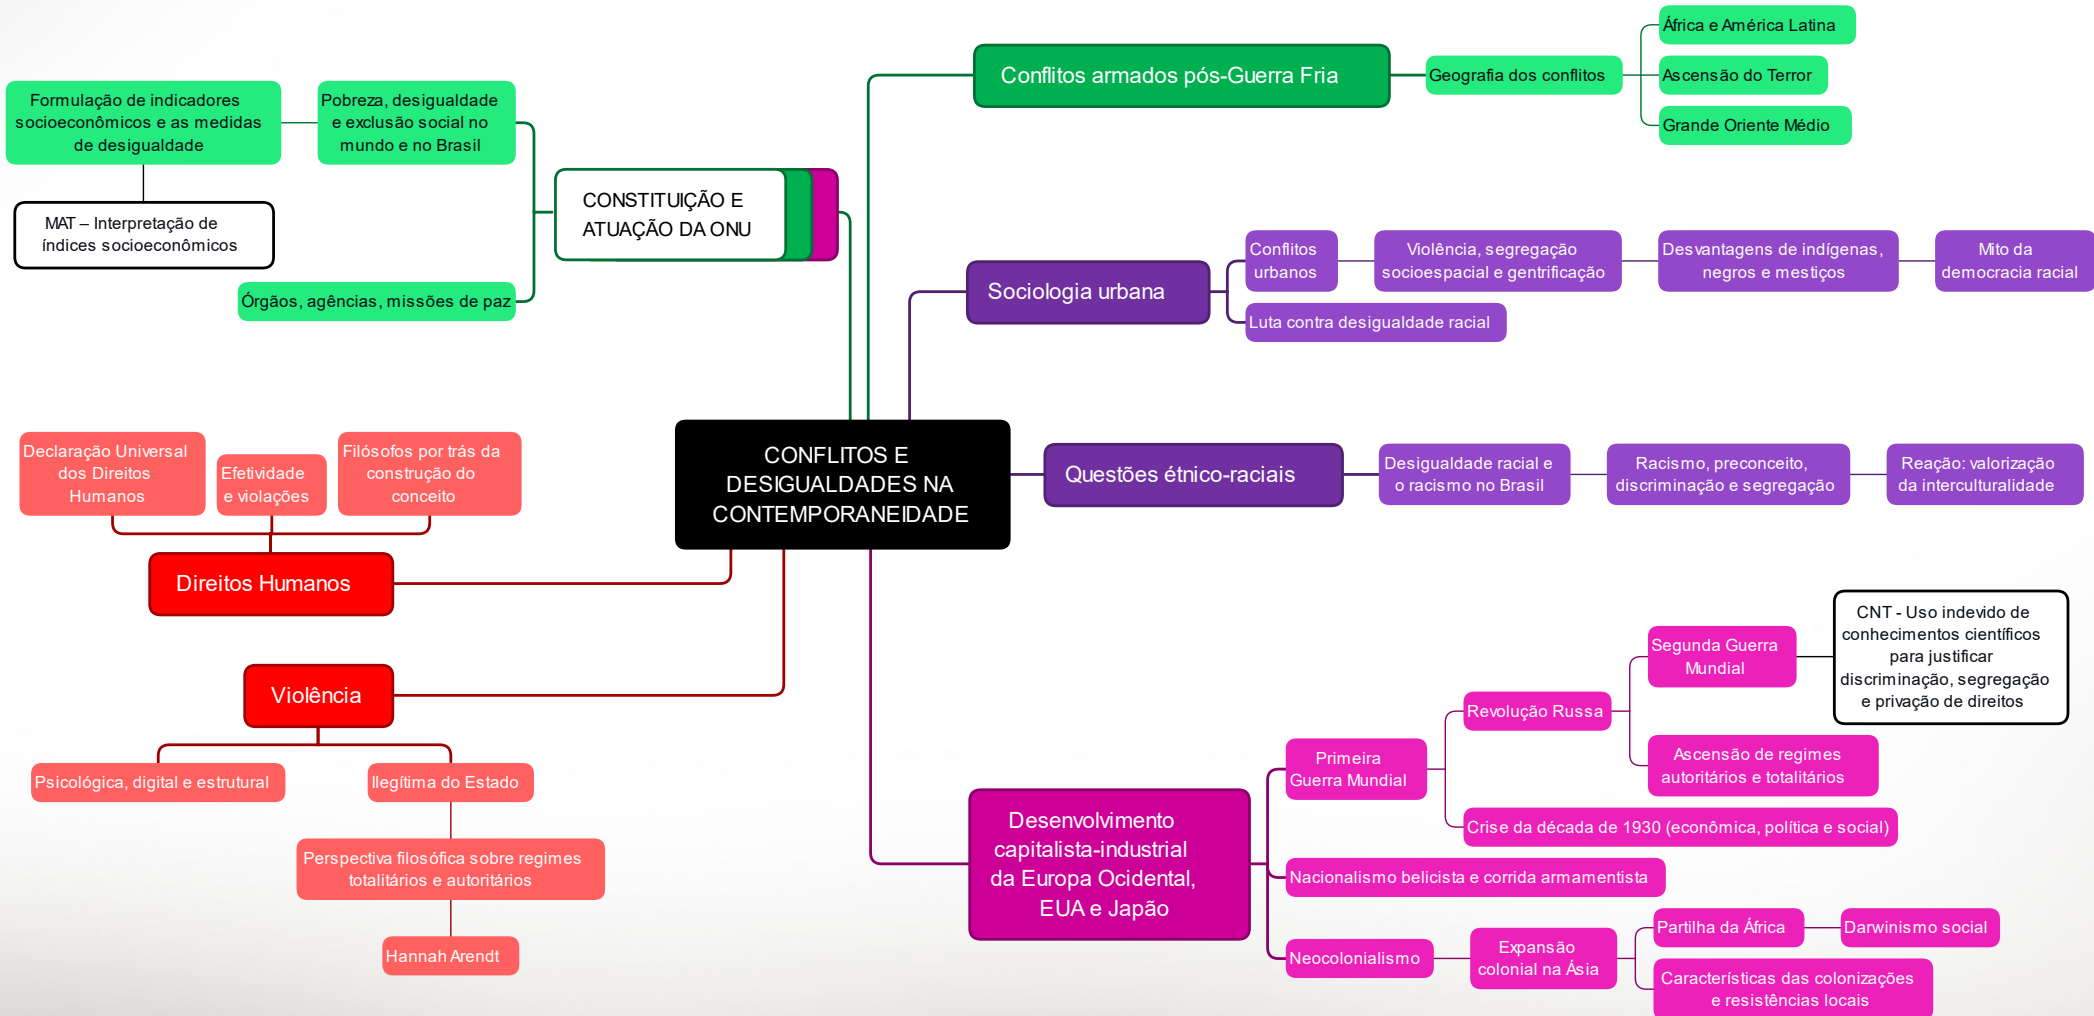 Conflitos armados pós-Guerra Fria
Geografia dos conflitos
África e América Latina
Ascensão do Terror
Grande Oriente Médio
Formulação de indicadores
socioeconômicos e as medidas
de desigualdade
Pobreza, desigualdade
e exclusão social no
mundo e no Brasil
MAT – Interpretação de
índices socioeconômicos
Órgãos, agências, missões de paz
CONSTITUIÇÃO E
ATUAÇÃO DA ONU
Sociologia urbana
Conflitos
urbanos
Violência, segregação
socioespacial e gentrificação
Desvantagens de indígenas,
negros e mestiços
Mito da
democracia racial
Luta contra desigualdade racial
CONFLITOS E
DESIGUALDADES NA
CONTEMPORANEIDADE
Questões étnico-raciais
Desigualdade racial e
o racismo no Brasil
Racismo, preconceito,
discriminação e segregação
Reação: valorização
da interculturalidade
Declaração Universal
dos Direitos
Humanos
Efetividade
e violações
Filósofos por trás da
construção do
conceito
Direitos Humanos
Violência
Psicológica, digital e estrutural
Ilegítima do Estado
Perspectiva filosófica sobre regimes
totalitários e autoritários
Hannah Arendt
Desenvolvimento
capitalista-industrial
da Europa Ocidental,
EUA e Japão
Primeira
Guerra Mundial
Revolução Russa
Segunda Guerra
Mundial
CNT - Uso indevido de
conhecimentos científicos
para justificar
discriminação, segregação
e privação de direitos
Ascensão de regimes
autoritários e totalitários
Crise da década de 1930 (econômica, política e social)
Nacionalismo belicista e corrida armamentista
Neocolonialismo
Expansão
colonial na Ásia
Partilha da África
Darwinismo social
Características das colonizações
e resistências locais